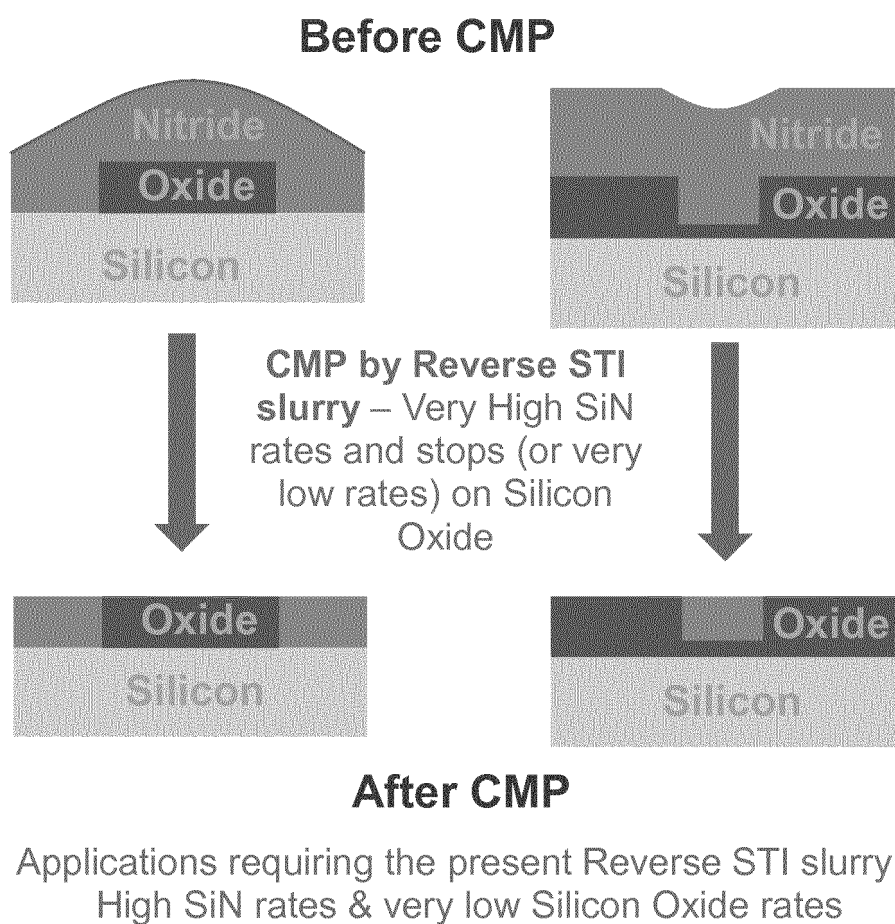 Before CMP
Nitride
Oxide
Silicon
Nitride
Oxide
Silicon
CMP by Reverse STI
slurry – Very High SiN
rates and stops (or very
low rates) on Silicon
Oxide
Oxide
Silicon
Oxide
Silicon
After CMP
Applications requiring the present Reverse STI slurry
High SiN rates & very low Silicon Oxide rates